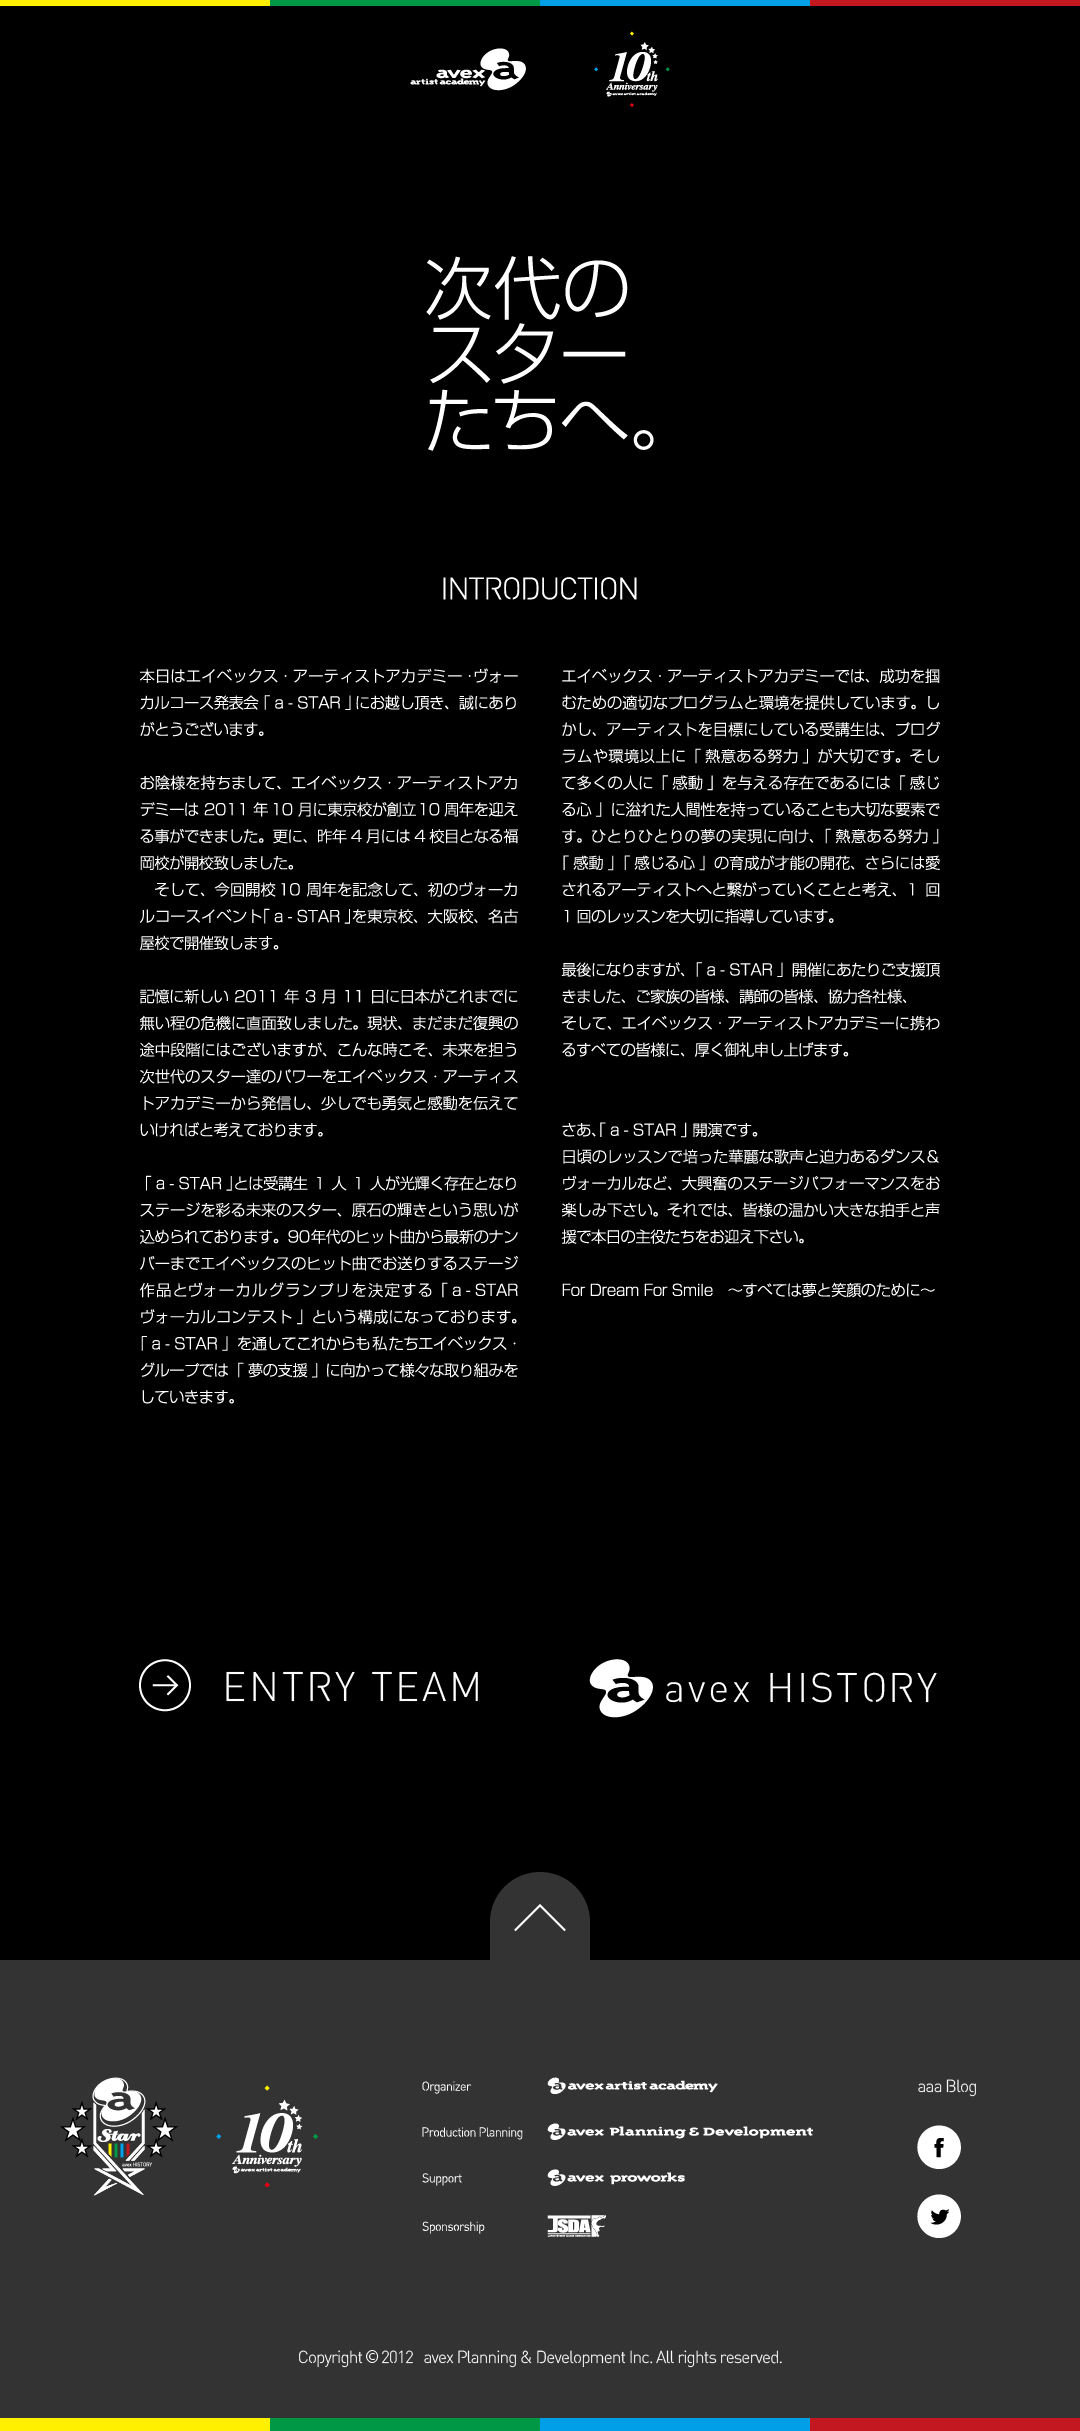 avex
artist academy
10th
Anniversary
avex artist academy
次代の
スター
たちへ。
INTRODUCTION
本日はエイベックス・アーティストアカデミー・ヴォー
カルコース発表会「a-STAR」にお越し頂き、誠にあり
がとうございます。
お陰様を持ちまして、エイベックス・アーティストアカ
デミーは 2011 年10 月に東京校が創立10 周年を迎え
る事ができました。更に、昨年4 月には4 校目となる福
岡校が開校致しました。
　そして、今回開校10 周年を記念して、初のヴォーカ
ルコースイベント「a-STAR」を東京校、大阪校、名古
屋校で開催致します。
記憶に新しい 2011 年 3 月 11 日に日本がこれまでに
無い程の危機に直面致しました。現状、まだまだ復興の
途中段階にはございますが、こんな時こそ、未来を担う
次世代のスター達のパワーをエイベックス・アーティス
トアカデミーから発信し、少しでも勇気と感動を伝えて
いければと考えております。
「a-STAR」とは受講生 1 人 1 人が光輝く存在となり
ステージを彩る未来のスター、原石の輝きという思いが
込められております。90年代のヒット曲から最新のナン
バーまでエイベックスのヒット曲でお送りするステージ
作品とヴォーカルグランプリを決定する「a-STAR
ヴォーカルコンテスト」という構成になっております。
「a-STAR」を通してこれからも私たちエイベックス・
グループでは「夢の支援」に向かって様々な取り組みを
していきます。
エイベックス・アーティストアカデミーでは、成功を掴
むための適切なプログラムと環境を提供しています。し
かし、アーティストを目標にしている受講生は、プログ
ラムや環境以上に「熱意ある努力」が大切です。そし
て多くの人に「感動」を与える存在であるには「感じ
る心」に溢れた人間性を持っていることも大切な要素で
す。ひとりひとりの夢の実現に向け、「熱意ある努力」
「感動」「感じる心」の育成が才能の開花、さらには愛
されるアーティストへと繋がっていくことと考え、1 回
1 回のレッスンを大切に指導しています。
最後になりますが、「a-STAR」開催にあたりご支援頂
きました、ご家族の皆様、講師の皆様、協力各社様、
そして、エイベックス・アーティストアカデミーに携わ
るすべての皆様に、厚く御礼申し上げます。
さあ、「a-STAR」開演です。
日頃のレッスンで培った華麗な歌声と迫力あるダンス＆
ヴォーカルなど、大興奮のステージパフォーマンスをお
楽しみ下さい。それでは、皆様の温かい大きな拍手と声
援で本日の主役たちをお迎え下さい。
For Dream For Smile　～すべては夢と笑顔のために～
ENTRY TEAM
a avex HISTORY
a
Star
avex HISTORY
10th
Anniversary
avex artist academy
Organizer
avex artist academy
Production Planning
avex Planning & Development
Support
avex proworks
Sponsorship
JSDA
aaa Blog
Copyright © 2012 avex Planning & Development Inc. All rights reserved.